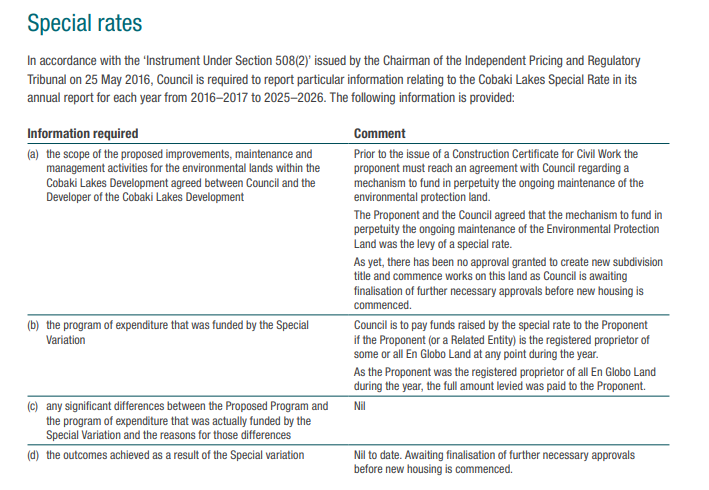 Special rates
In accordance with the ‘Instrument Under Section 508(2)’ issued by the Chairman of the Independent Pricing and Regulatory
Tribunal on 25 May 2016, Council is required to report particular information relating to the Cobaki Lakes Special Rate in its
annual report for each year from 2016–2017 to 2025–2026. The following information is provided:
Information required
Comment
(a) the scope of the proposed improvements, maintenance and
management activities for the environmental lands within the
Cobaki Lakes Development agreed between Council and the
Developer of the Cobaki Lakes Development
Prior to the issue of a Construction Certificate for Civil Work the
proponent must reach an agreement with Council regarding a
mechanism to fund in perpetuity the ongoing maintenance of the
environmental protection land.
The Proponent and the Council agreed that the mechanism to fund in
perpetuity the ongoing maintenance of the Environmental Protection
Land was the levy of a special rate.
As yet, there has been no approval granted to create new subdivision
title and commence works on this land as Council is awaiting
finalisation of further necessary approvals before new housing is
commenced.
(b) the program of expenditure that was funded by the Special
Variation
Council is to pay funds raised by the special rate to the Proponent
if the Proponent (or a Related Entity) is the registered proprietor of
some or all En Globo Land at any point during the year.
As the Proponent was the registered proprietor of all En Globo Land
during the year, the full amount levied was paid to the Proponent.
(c) any significant differences between the Proposed Program and
the program of expenditure that was actually funded by the
Special Variation and the reasons for those differences
Nil
(d) the outcomes achieved as a result of the Special variation
Nil to date. Awaiting finalisation of further necessary approvals
before new housing is commenced.